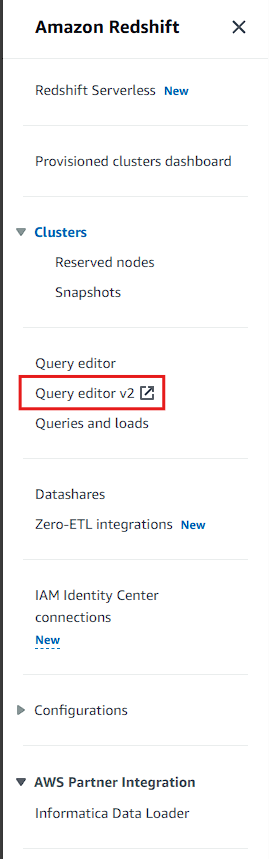 Amazon Redshift
Redshift Serverless New
Provisioned clusters dashboard
Clusters
Reserved nodes
Snapshots
Query editor
Query editor v2
Queries and loads
Datashares
Zero-ETL integrations New
IAM Identity Center
connections
New
Configurations
AWS Partner Integration
Informatica Data Loader